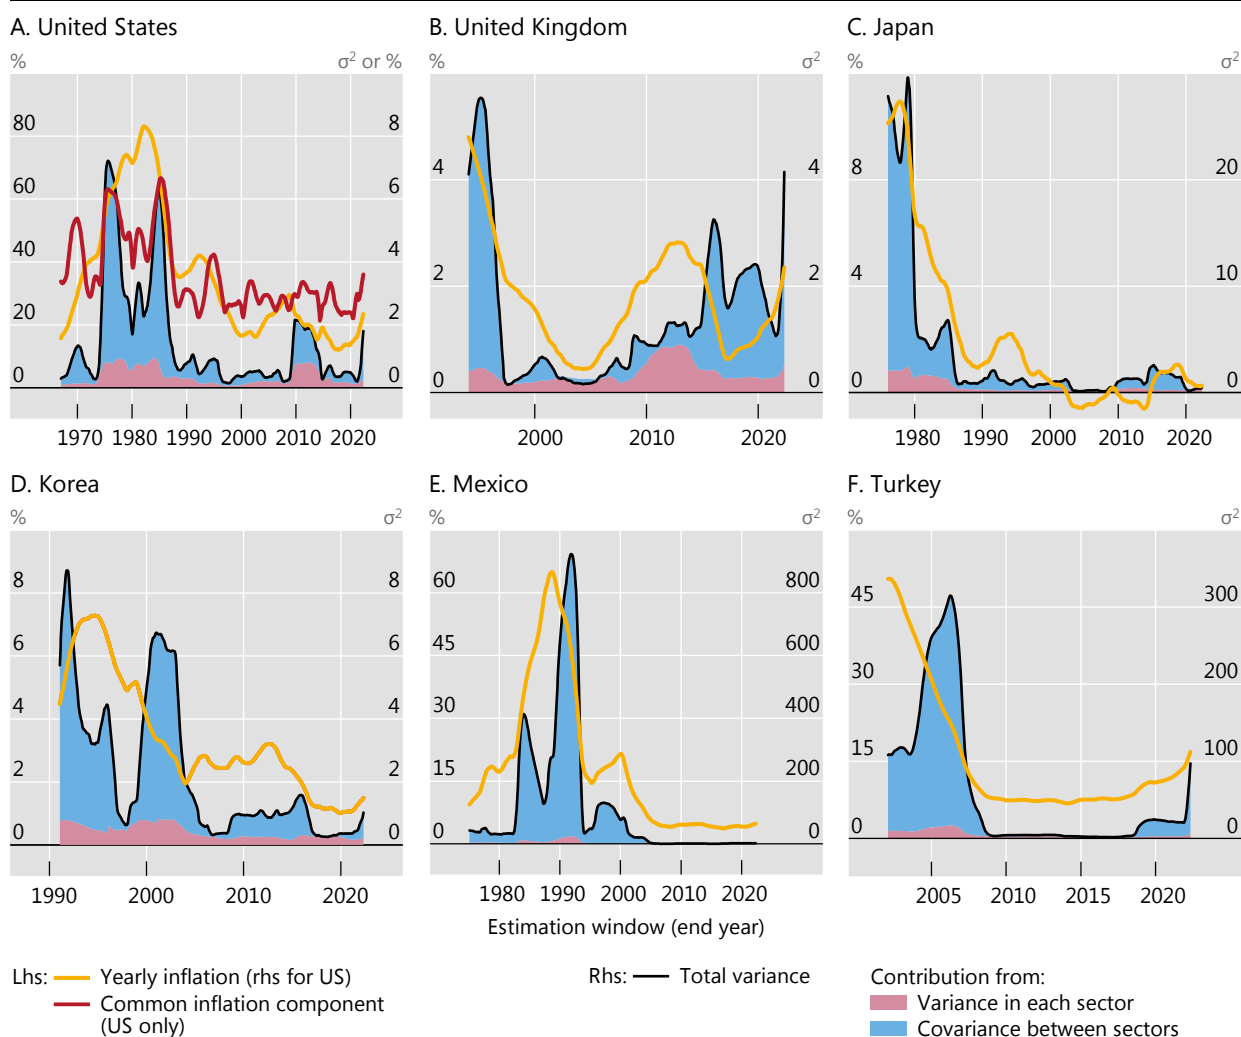 A. United States
% σ² or %
80 8
60 6
40 4
20 2
0 0
1970 1980 1990 2000 2010 2020
B. United Kingdom
% σ²
4 4
2 2
0 0
2000 2010 2020
C. Japan
% σ²
8 20
4 10
0 0
1980 1990 2000 2010 2020
D. Korea
% σ²
8 8
6 6
4 4
2 2
0 0
1990 2000 2010 2020
E. Mexico
% σ²
60 800
45 600
30 400
15 200
0 0
1980 1990 2000 2010 2020
F. Turkey
% σ²
45 300
30 200
15 100
0 0
2005 2010 2015 2020
Estimation window (end year)
Lhs: Yearly inflation (rhs for US)
Common inflation component
(US only)
Rhs: Total variance
Contribution from:
Variance in each sector
Covariance between sectors